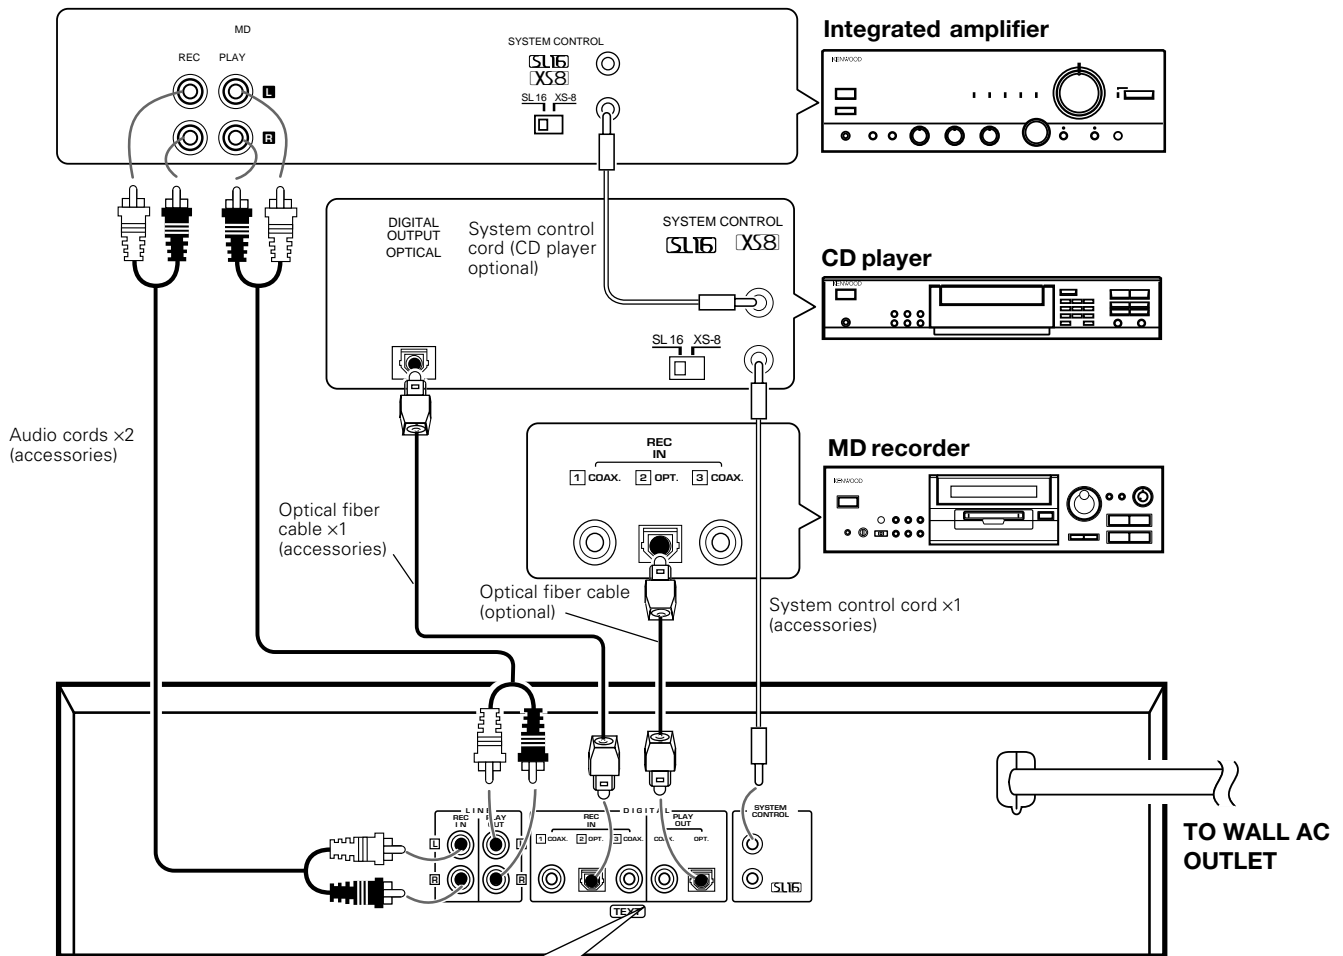 MD
REC PLAY
L
R
SYSTEM CONTROL
SL16
XS8
SL 16 XS-8
Integrated amplifier
KENWOOD
DIGITAL
OUTPUT
OPTICAL
System control
cord (CD player
optional)
SYSTEM CONTROL
SL16 XS8
SL 16 XS-8
CD player
KENWOOD
Audio cords ×2
(accessories)
Optical fiber
cable ×1
(accessories)
REC
IN
1 COAX. 2 OPT. 3 COAX.
MD recorder
KENWOOD
Optical fiber cable
(optional)
System control cord ×1
(accessories)
LINE
REC
IN
PLAY
OUT
L
L
R
R
DIGITAL
REC
IN
1 COAX. 2 OPT. 3 COAX.
PLAY
OUT
COAX. OPT.
SYSTEM
CONTROL
SL16
TEXT
TO WALL AC
OUTLET